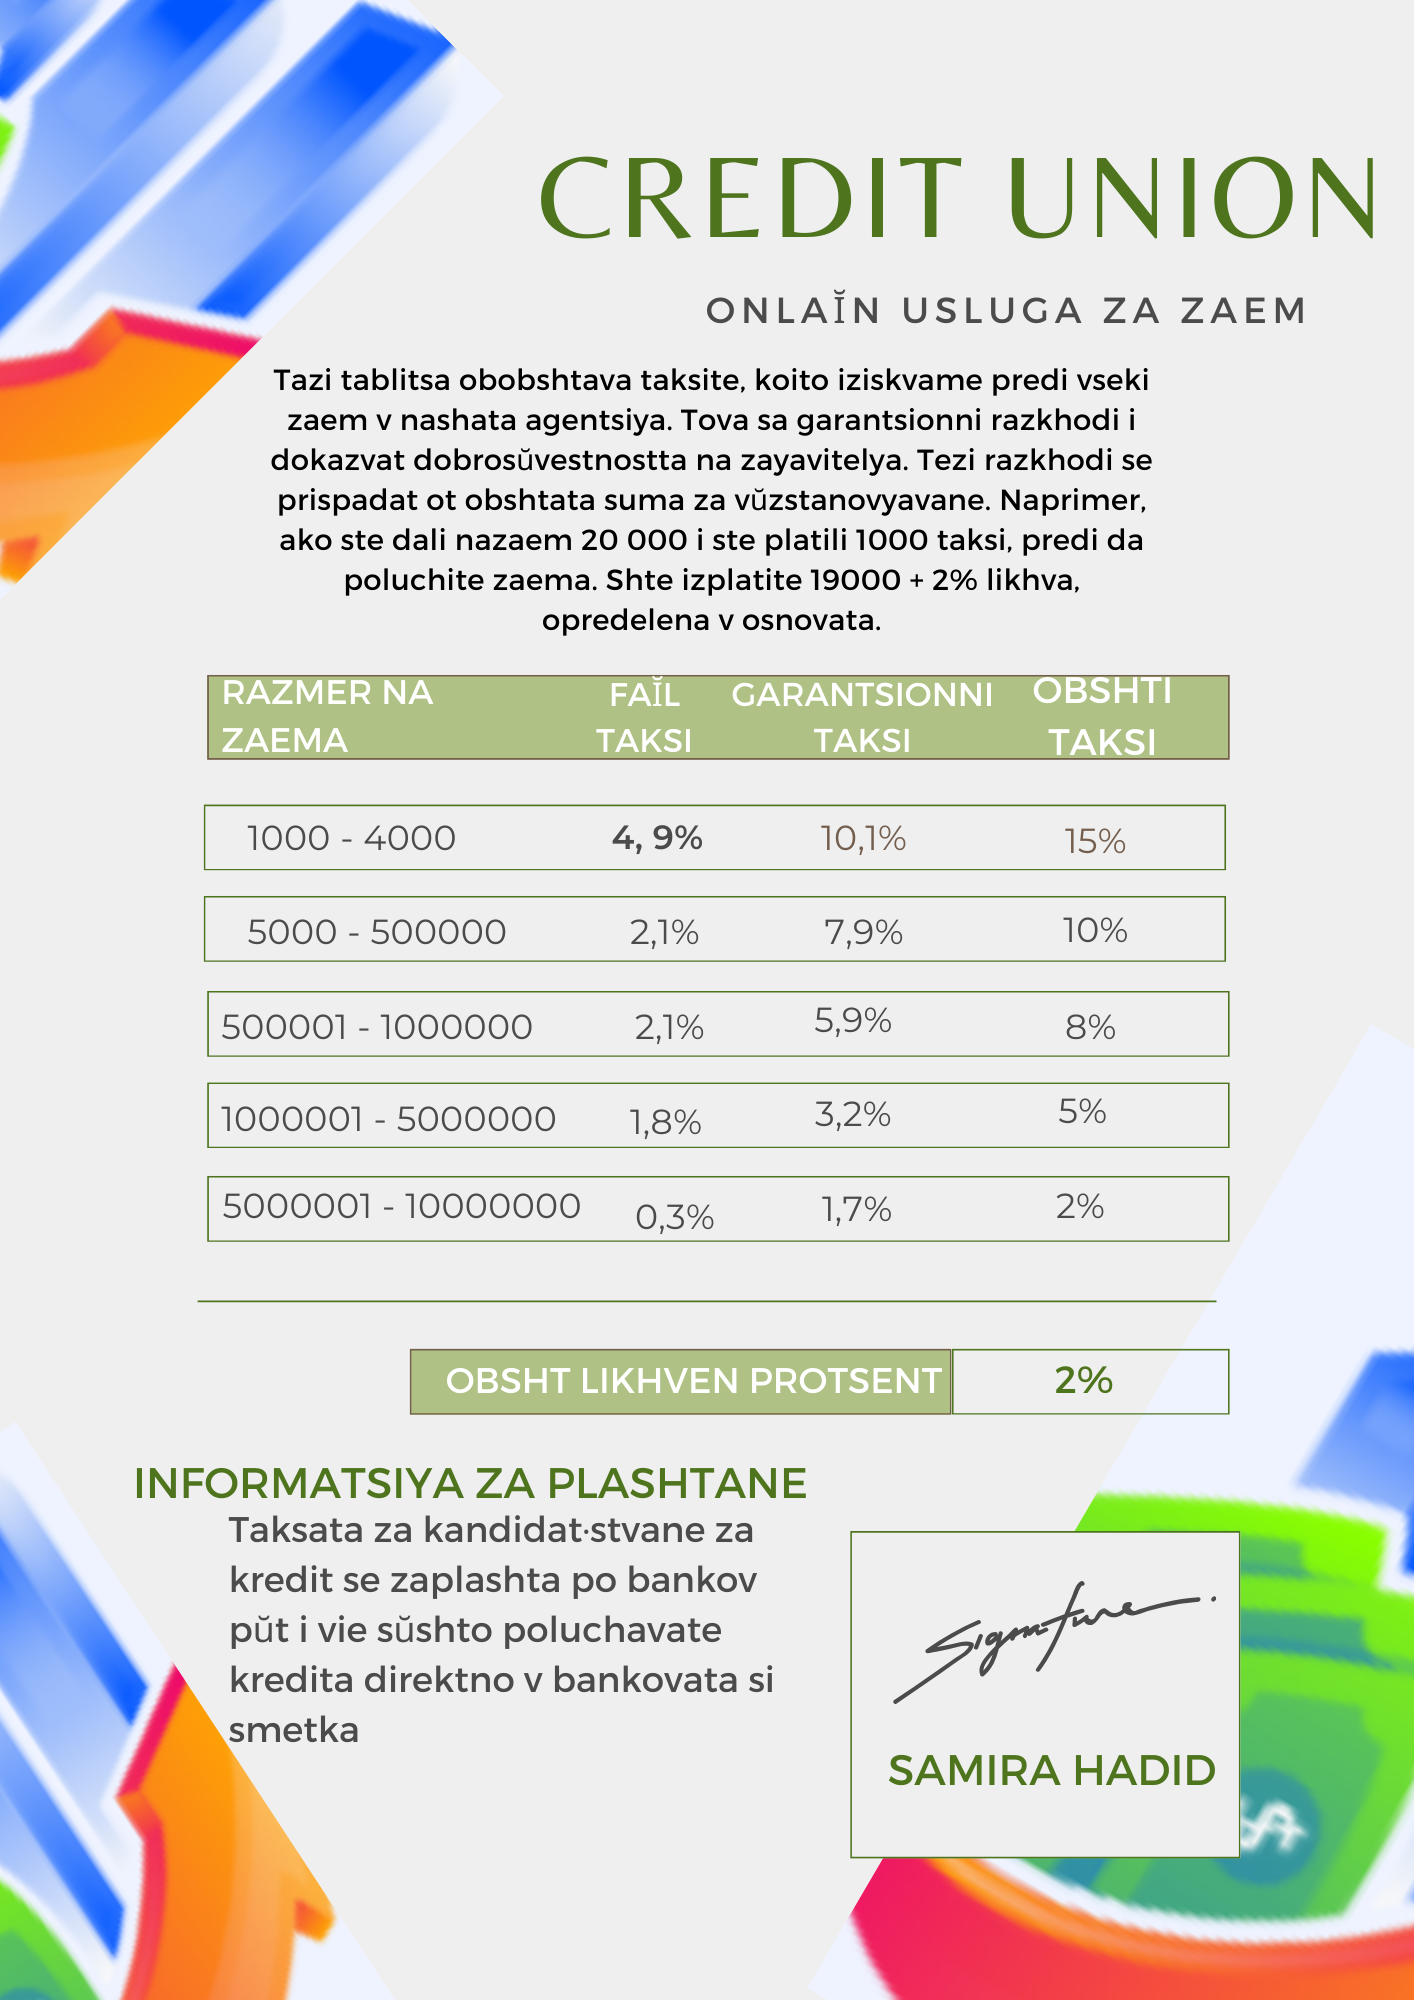 CREDIT UNION
ONLAĬN USLUGA ZA ZAEM
Tazi tablitsa obobshtava taksite, koito iziskvame predi vseki
zaem v nashata agentsiya. Tova sa garantsionni razkhodi i
dokazvat dobrosŭvestnostta na zayavitelya. Tezi razkhodi se
prispadat ot obshtata suma za vŭzstanovyavane. Naprimer,
ako ste dali nazaem 20 000 i ste platili 1000 taksi, predi da
poluchite zaema. Shte izplatite 19000 + 2% likhva,
opredelena v osnovata.
RAZMER NA ZAEMA FAĬL TAKSI GARANTSIONNI TAKSI OBSHTI TAKSI
1000 - 4000 4, 9% 10,1% 15%
5000 - 500000 2,1% 7,9% 10%
500001 - 1000000 2,1% 5,9% 8%
1000001 - 5000000 1,8% 3,2% 5%
5000001 - 10000000 0,3% 1,7% 2%
OBSHT LIKHVEN PROTSENT 2%
INFORMATSIYA ZA PLASHTANE
Taksata za kandidat·stvane za
kredit se zaplashta po bankov
pŭt i vie sŭshto poluchavate
kredita direktno v bankovata si
smetka
Signature
SAMIRA HADID